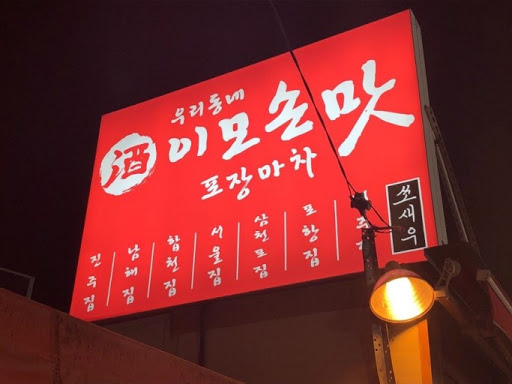 우리동네
酒 이모손맛
포장마차
진주집
남해집
합천집
서울집
삼천포집
포항집
쏘새우